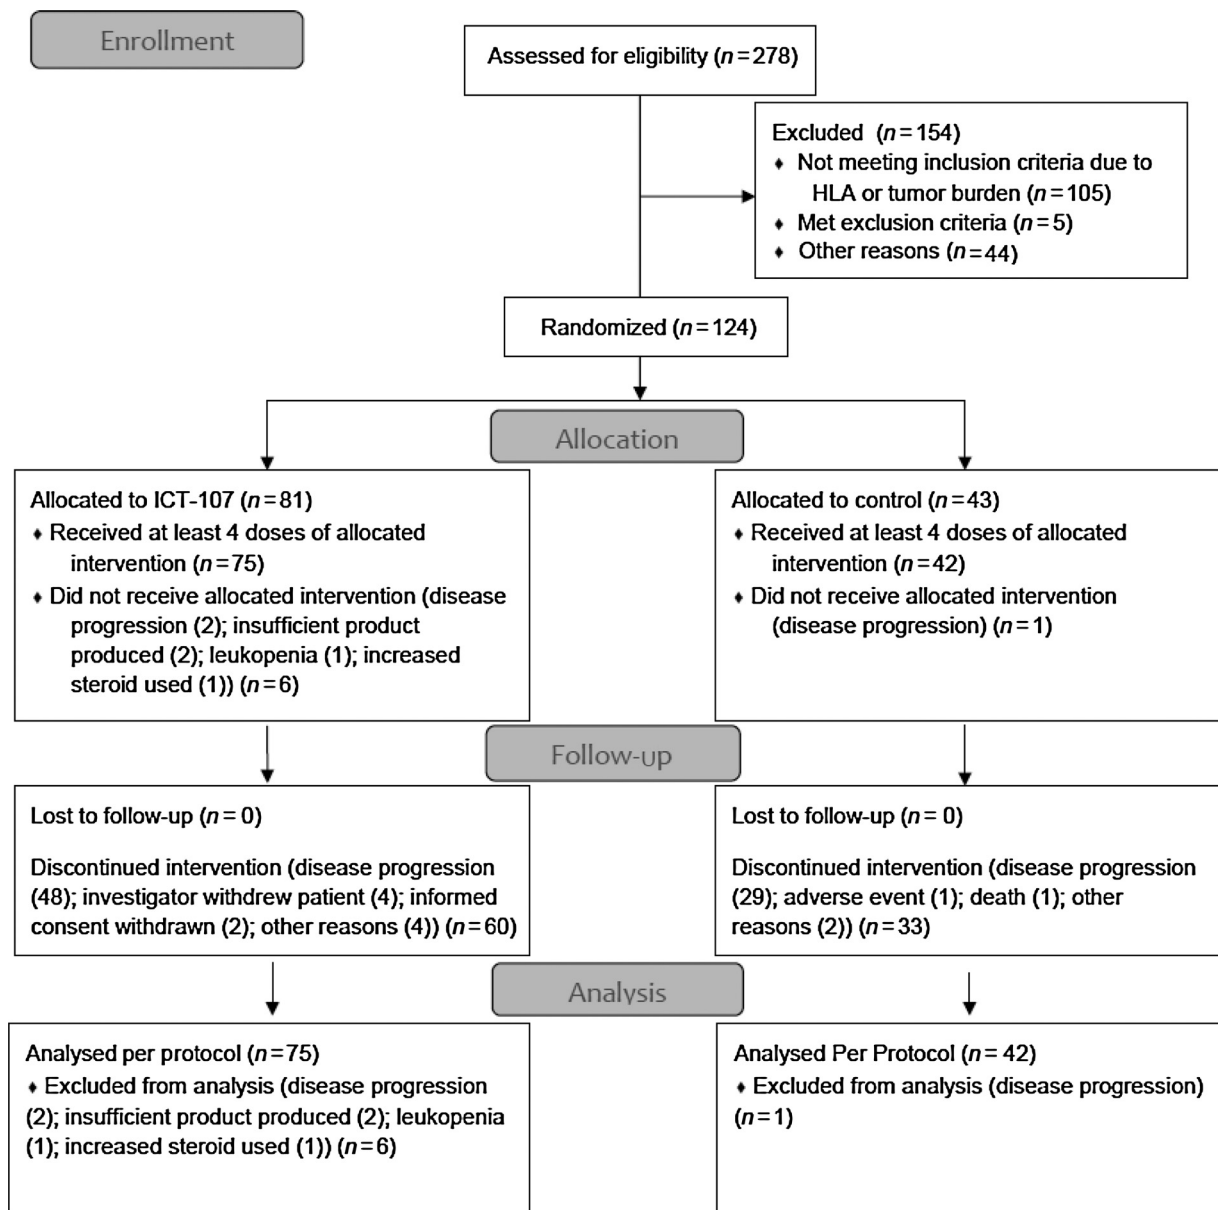 Enrollment
Assessed for eligibility (n=278)
Excluded (n=154)
♦ Not meeting inclusion criteria due to
HLA or tumor burden (n=105)
♦ Met exclusion criteria (n=5)
♦ Other reasons (n=44)
Randomized (n=124)
Allocation
Allocated to ICT-107 (n=81)
♦ Received at least 4 doses of allocated
intervention (n=75)
♦ Did not receive allocated intervention (disease
progression (2); insufficient product
produced (2); leukopenia (1); increased
steroid used (1)) (n=6)
Allocated to control (n=43)
♦ Received at least 4 doses of allocated
intervention (n=42)
♦ Did not receive allocated intervention
(disease progression) (n=1)
Follow-up
Lost to follow-up (n=0)
Discontinued intervention (disease progression
(48); investigator withdrew patient (4); informed
consent withdrawn (2); other reasons (4)) (n=60)
Lost to follow-up (n=0)
Discontinued intervention (disease progression
(29); adverse event (1); death (1); other
reasons (2)) (n=33)
Analysis
Analysed per protocol (n=75)
♦ Excluded from analysis (disease progression
(2); insufficient product produced (2); leukopenia
(1); increased steroid used (1)) (n=6)
Analysed Per Protocol (n=42)
♦ Excluded from analysis (disease progression)
(n=1)